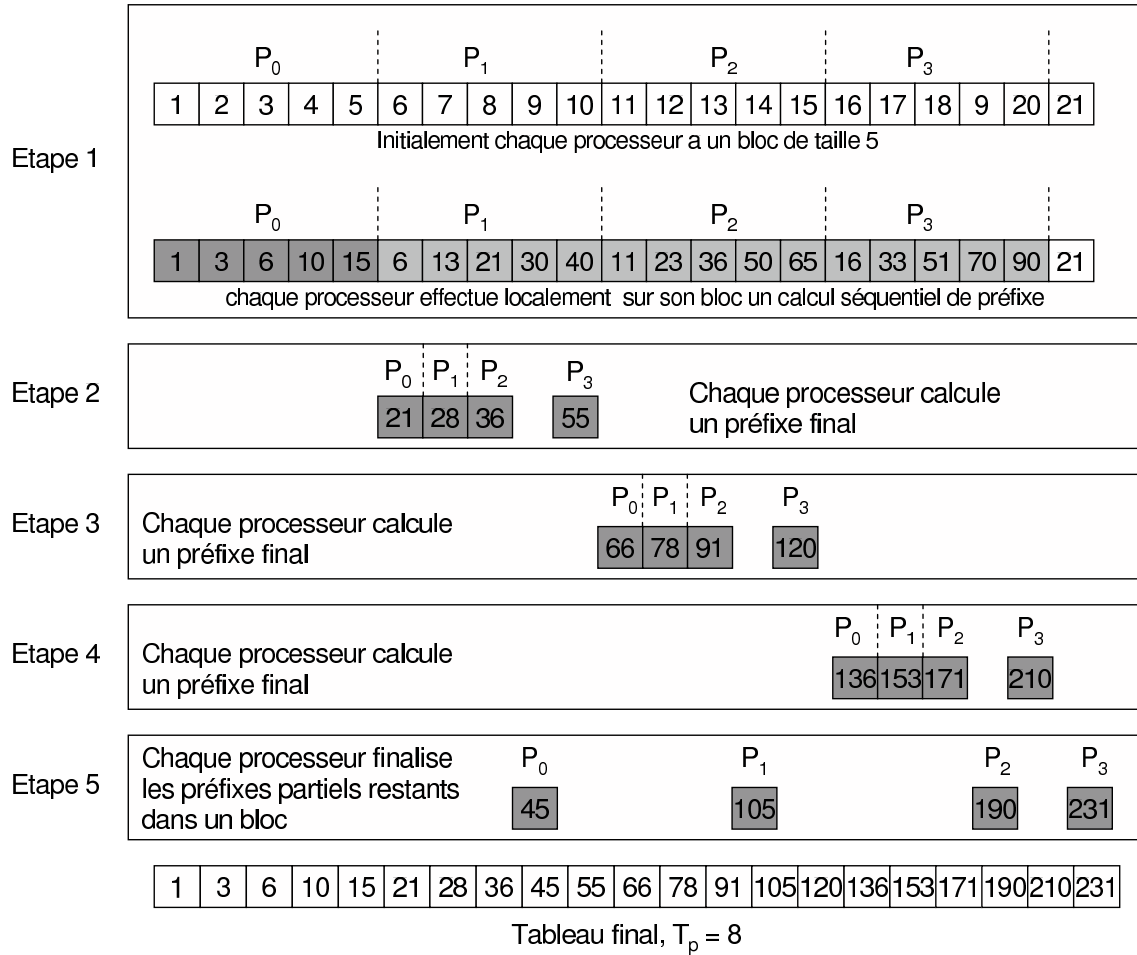 P0 P1 P2 P3
1 2 3 4 5 6 7 8 9 10 11 12 13 14 15 16 17 18 9 20 21
Initialement chaque processeur a un bloc de taille 5
Etape 1
P0 P1 P2 P3
1 3 6 10 15 6 13 21 30 40 11 23 36 50 65 16 33 51 70 90 21
chaque processeur effectue localement sur son bloc un calcul séquentiel de préfixe
Etape 2
P0 P1 P2 P3
21 28 36 55
Chaque processeur calcule
un préfixe final
Etape 3
Chaque processeur calcule
un préfixe final
P0 P1 P2 P3
66 78 91 120
Etape 4
Chaque processeur calcule
un préfixe final
P0 P1 P2 P3
136 153 171 210
Etape 5
Chaque processeur finalise
les préfixes partiels restants
dans un bloc
P0 P1 P2 P3
45 105 190 231
1 3 6 10 15 21 28 36 45 55 66 78 91 105 120 136 153 171 190 210 231
Tableau final, Tp = 8